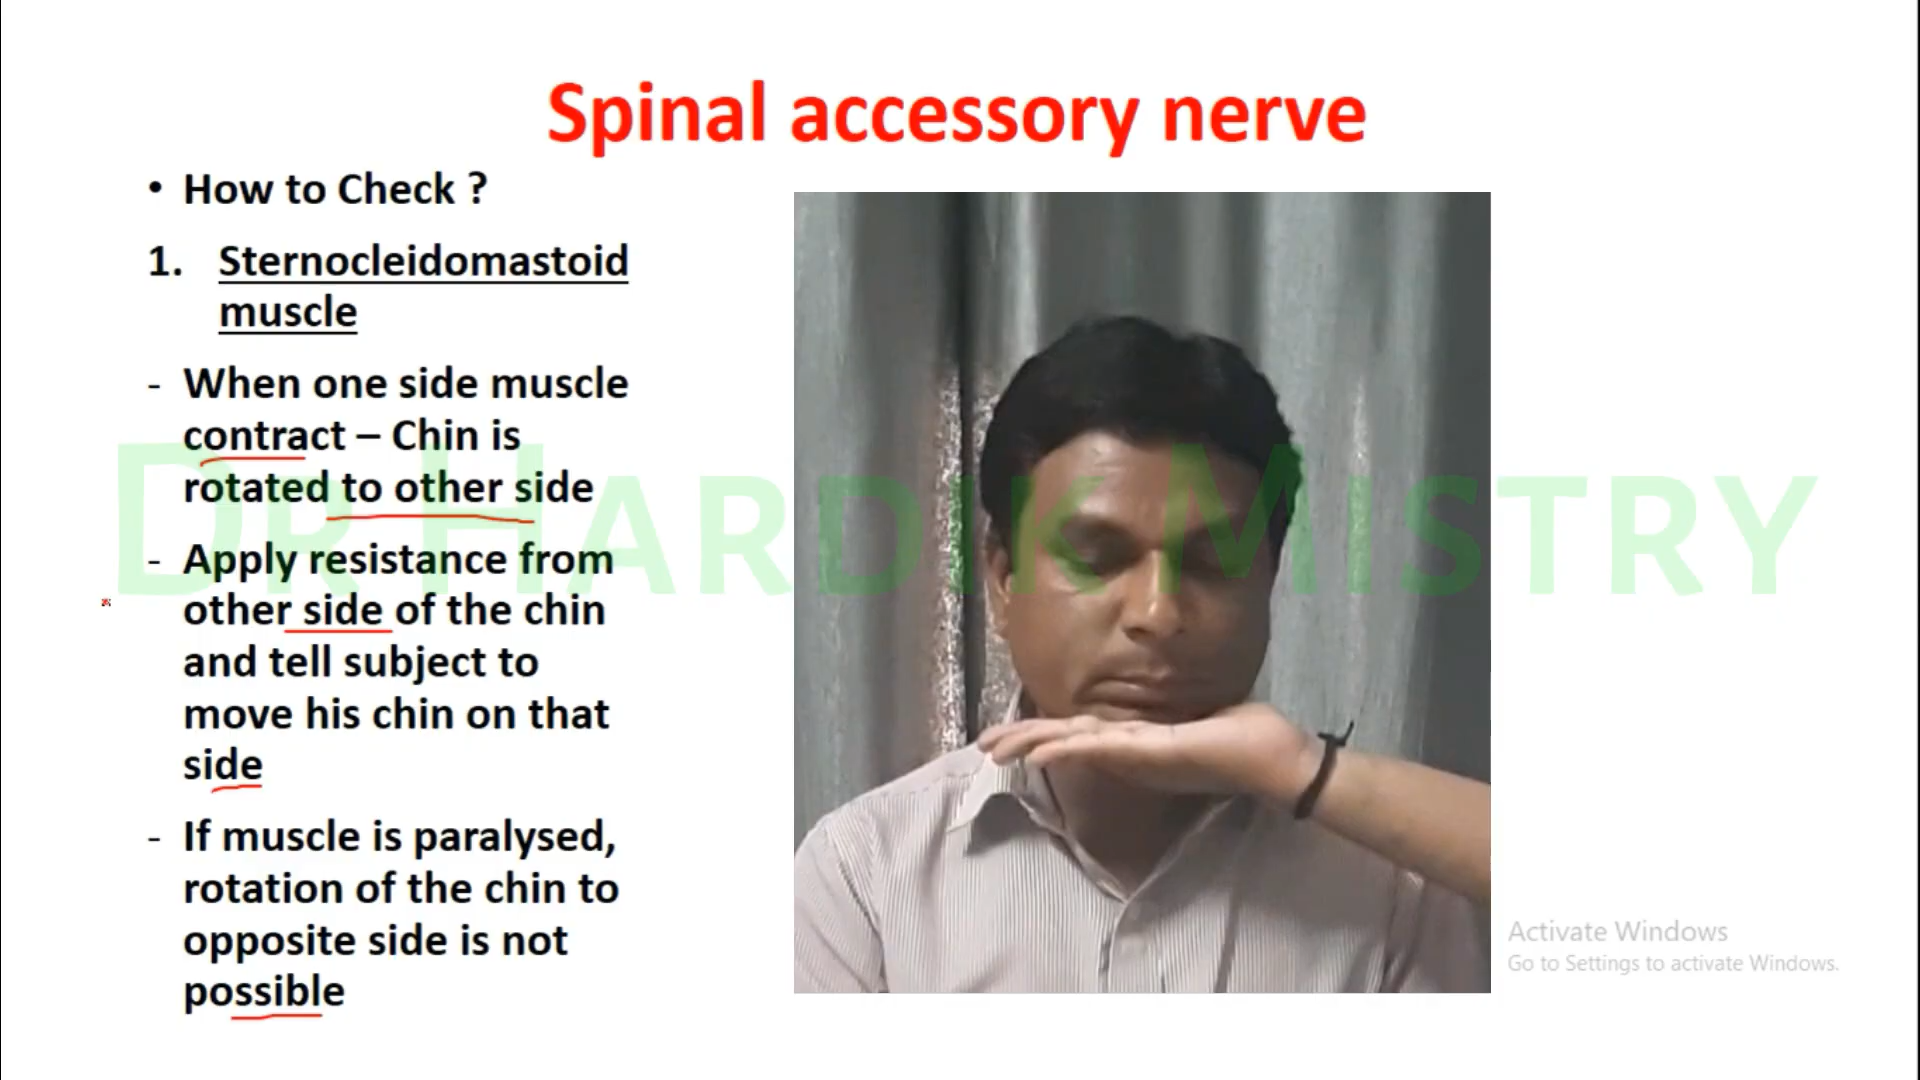 Spinal accessory nerve
• How to Check ?
1. Sternocleidomastoid
muscle
- When one side muscle
contract – Chin is
rotated to other side
- Apply resistance from
other side of the chin
and tell subject to
move his chin on that
side
- If muscle is paralysed,
rotation of the chin to
opposite side is not
possible
DR HARDIK MISTRY
Activate Windows
Go to Settings to activate Windows.